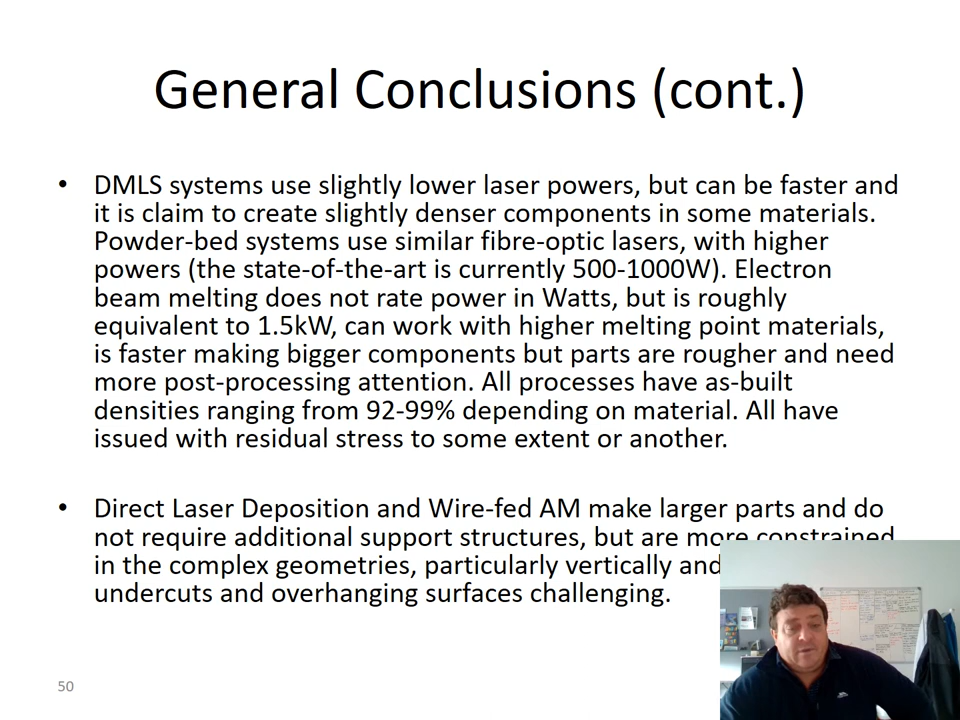 General Conclusions (cont.)
• DMLS systems use slightly lower laser powers, but can be faster and
it is claim to create slightly denser components in some materials.
Powder-bed systems use similar fibre-optic lasers, with higher
powers (the state-of-the-art is currently 500-1000W). Electron
beam melting does not rate power in Watts, but is roughly
equivalent to 1.5kW, can work with higher melting point materials,
is faster making bigger components but parts are rougher and need
more post-processing attention. All processes have as-built
densities ranging from 92-99% depending on material. All have
issued with residual stress to some extent or another.
• Direct Laser Deposition and Wire-fed AM make larger parts and do
not require additional support structures, but are more constrained
in the complex geometries, particularly vertically and
undercuts and overhanging surfaces challenging.
50